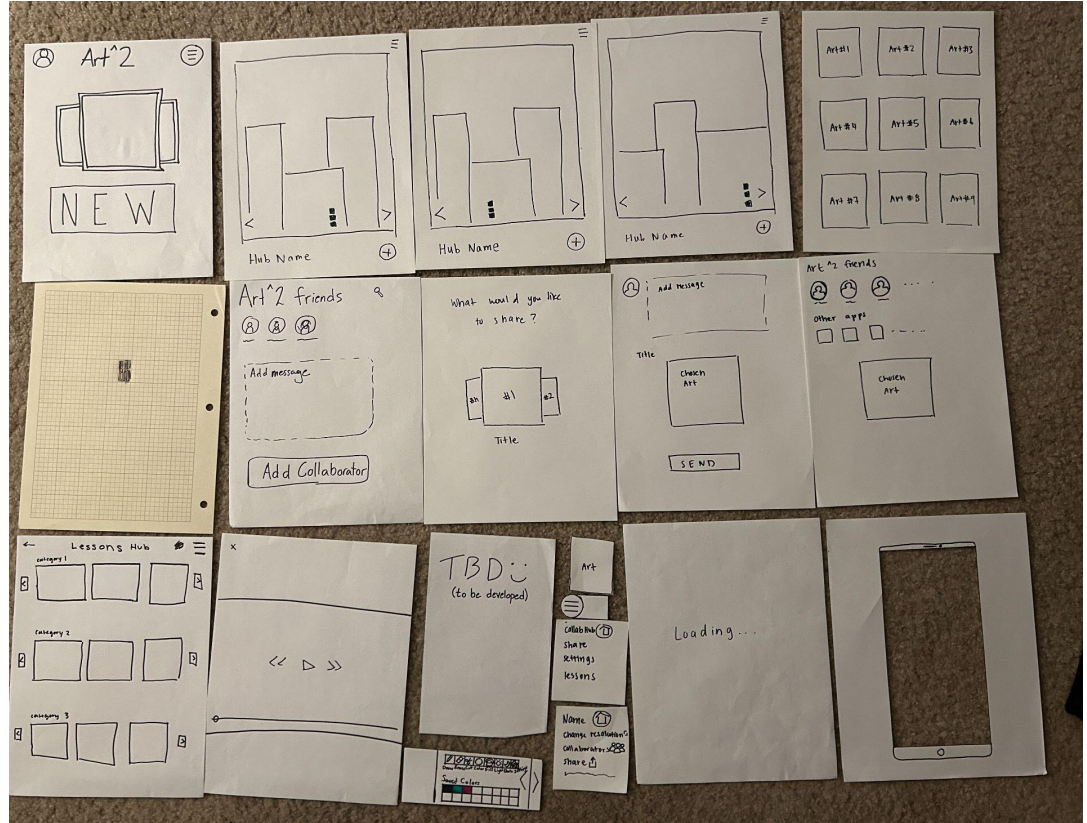 Art^2
NEW
<
>
Hub Name
+
<
>
Hub Name
+
<
>
Hub Name
+
Art#1
Art#2
Art#3
Art#4
Art#5
Art#6
Art#7
Art#8
Art#9
Art^2 friends
Add message
Add Collaborator
What would you like
to share?
#n
#1
#2
Title
Add message
Title
Chosen
Art
SEND
Art^2 friends
....
Other apps
....
Chosen
Art
← Lessons Hub
category 1
<
>
category 2
<
>
category 3
<
>
x
<< ▷ >>
TBD
(to be developed)
Art
collab Hub
share
settings
lessons
Name
change resolution
collaborators
share
Saved Colors
<
>
Loading...